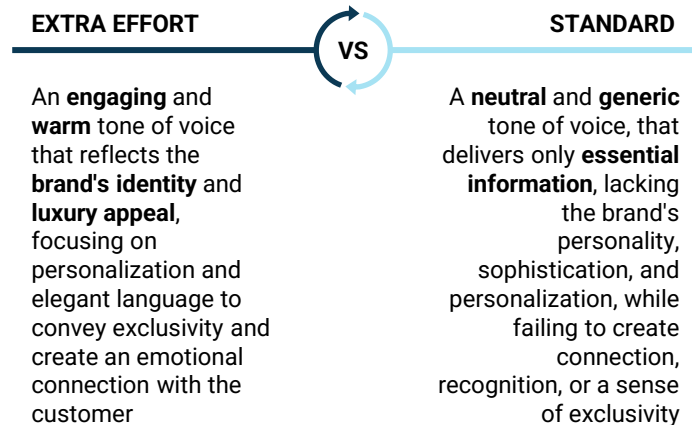 EXTRA EFFORT
VS
STANDARD
An engaging and
warm tone of voice
that reflects the
brand's identity and
luxury appeal,
focusing on
personalization and
elegant language to
convey exclusivity and
create an emotional
connection with the
customer
A neutral and generic
tone of voice, that
delivers only essential
information, lacking
the brand's
personality,
sophistication, and
personalization, while
failing to create
connection,
recognition, or a sense
of exclusivity